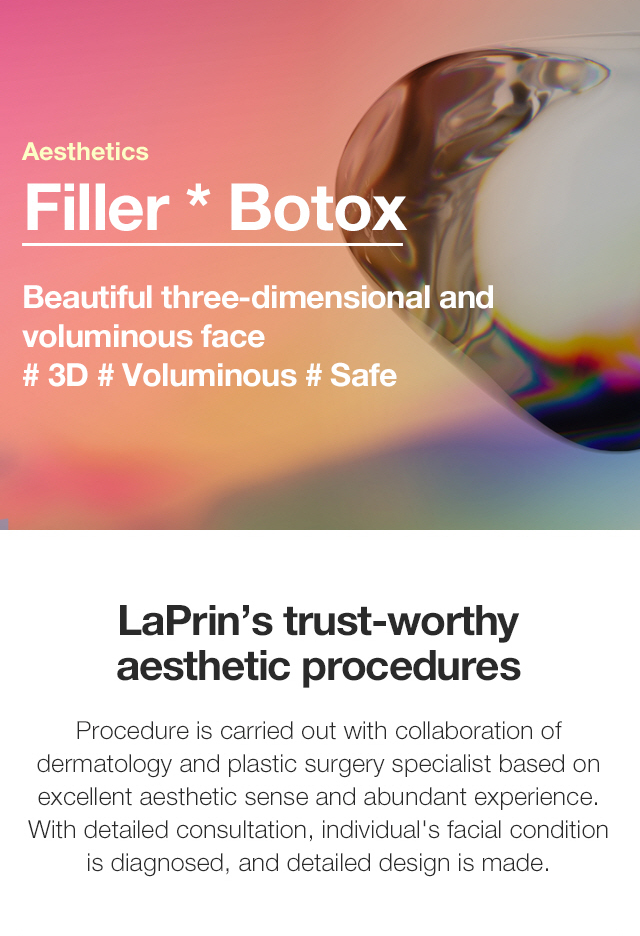 Aesthetics
Filler * Botox
Beautiful three-dimensional and
voluminous face
# 3D # Voluminous # Safe
LaPrin’s trust-worthy
aesthetic procedures
Procedure is carried out with collaboration of
dermatology and plastic surgery specialist based on
excellent aesthetic sense and abundant experience.
With detailed consultation, individual's facial condition
is diagnosed, and detailed design is made.